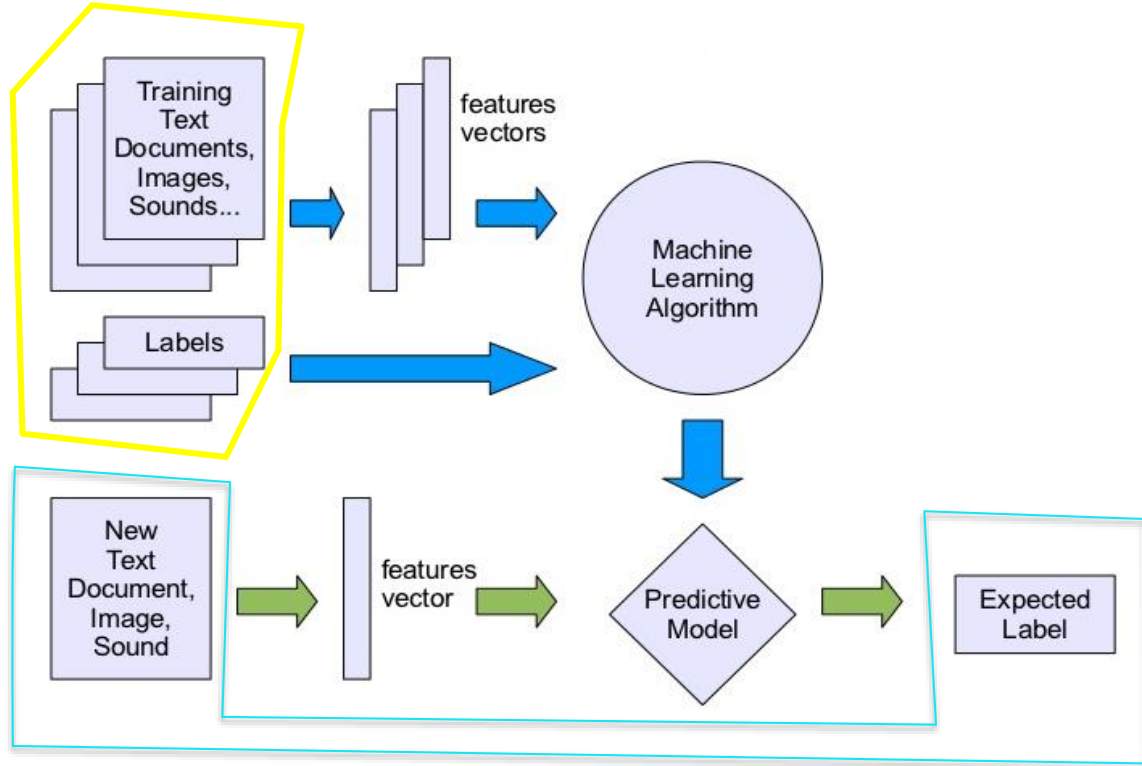 Training
Text
Documents,
Images,
Sounds...
features
vectors
Machine
Learning
Algorithm
Labels
New
Text
Document,
Image,
Sound
features
vector
Predictive
Model
Expected
Label